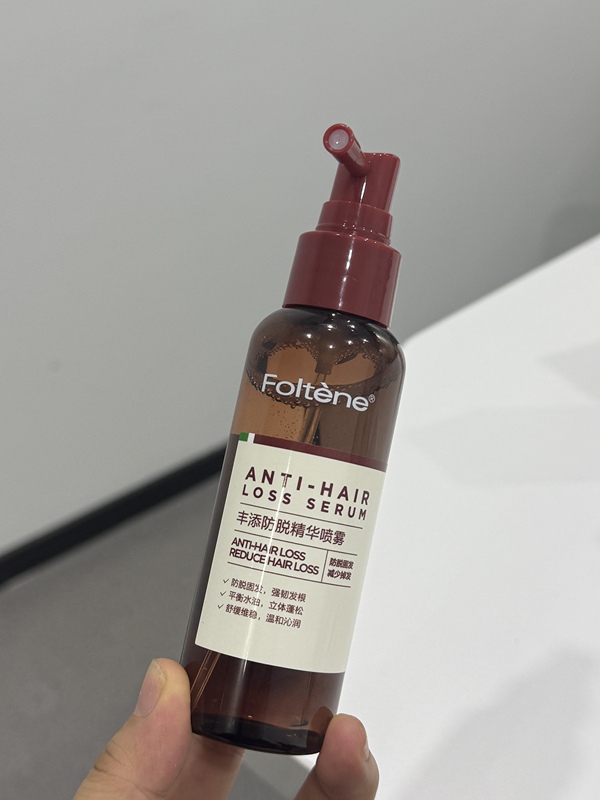 Foltène®
ANTI-HAIR
LOSS SERUM
丰添防脱精华喷雾
ANTI-HAIR LOSS
REDUCE HAIR LOSS
防脱固发
减少掉发
✓ 防脱固发，强韧发根
✓ 平衡水油，立体蓬松
✓ 舒缓维稳，温和沁润